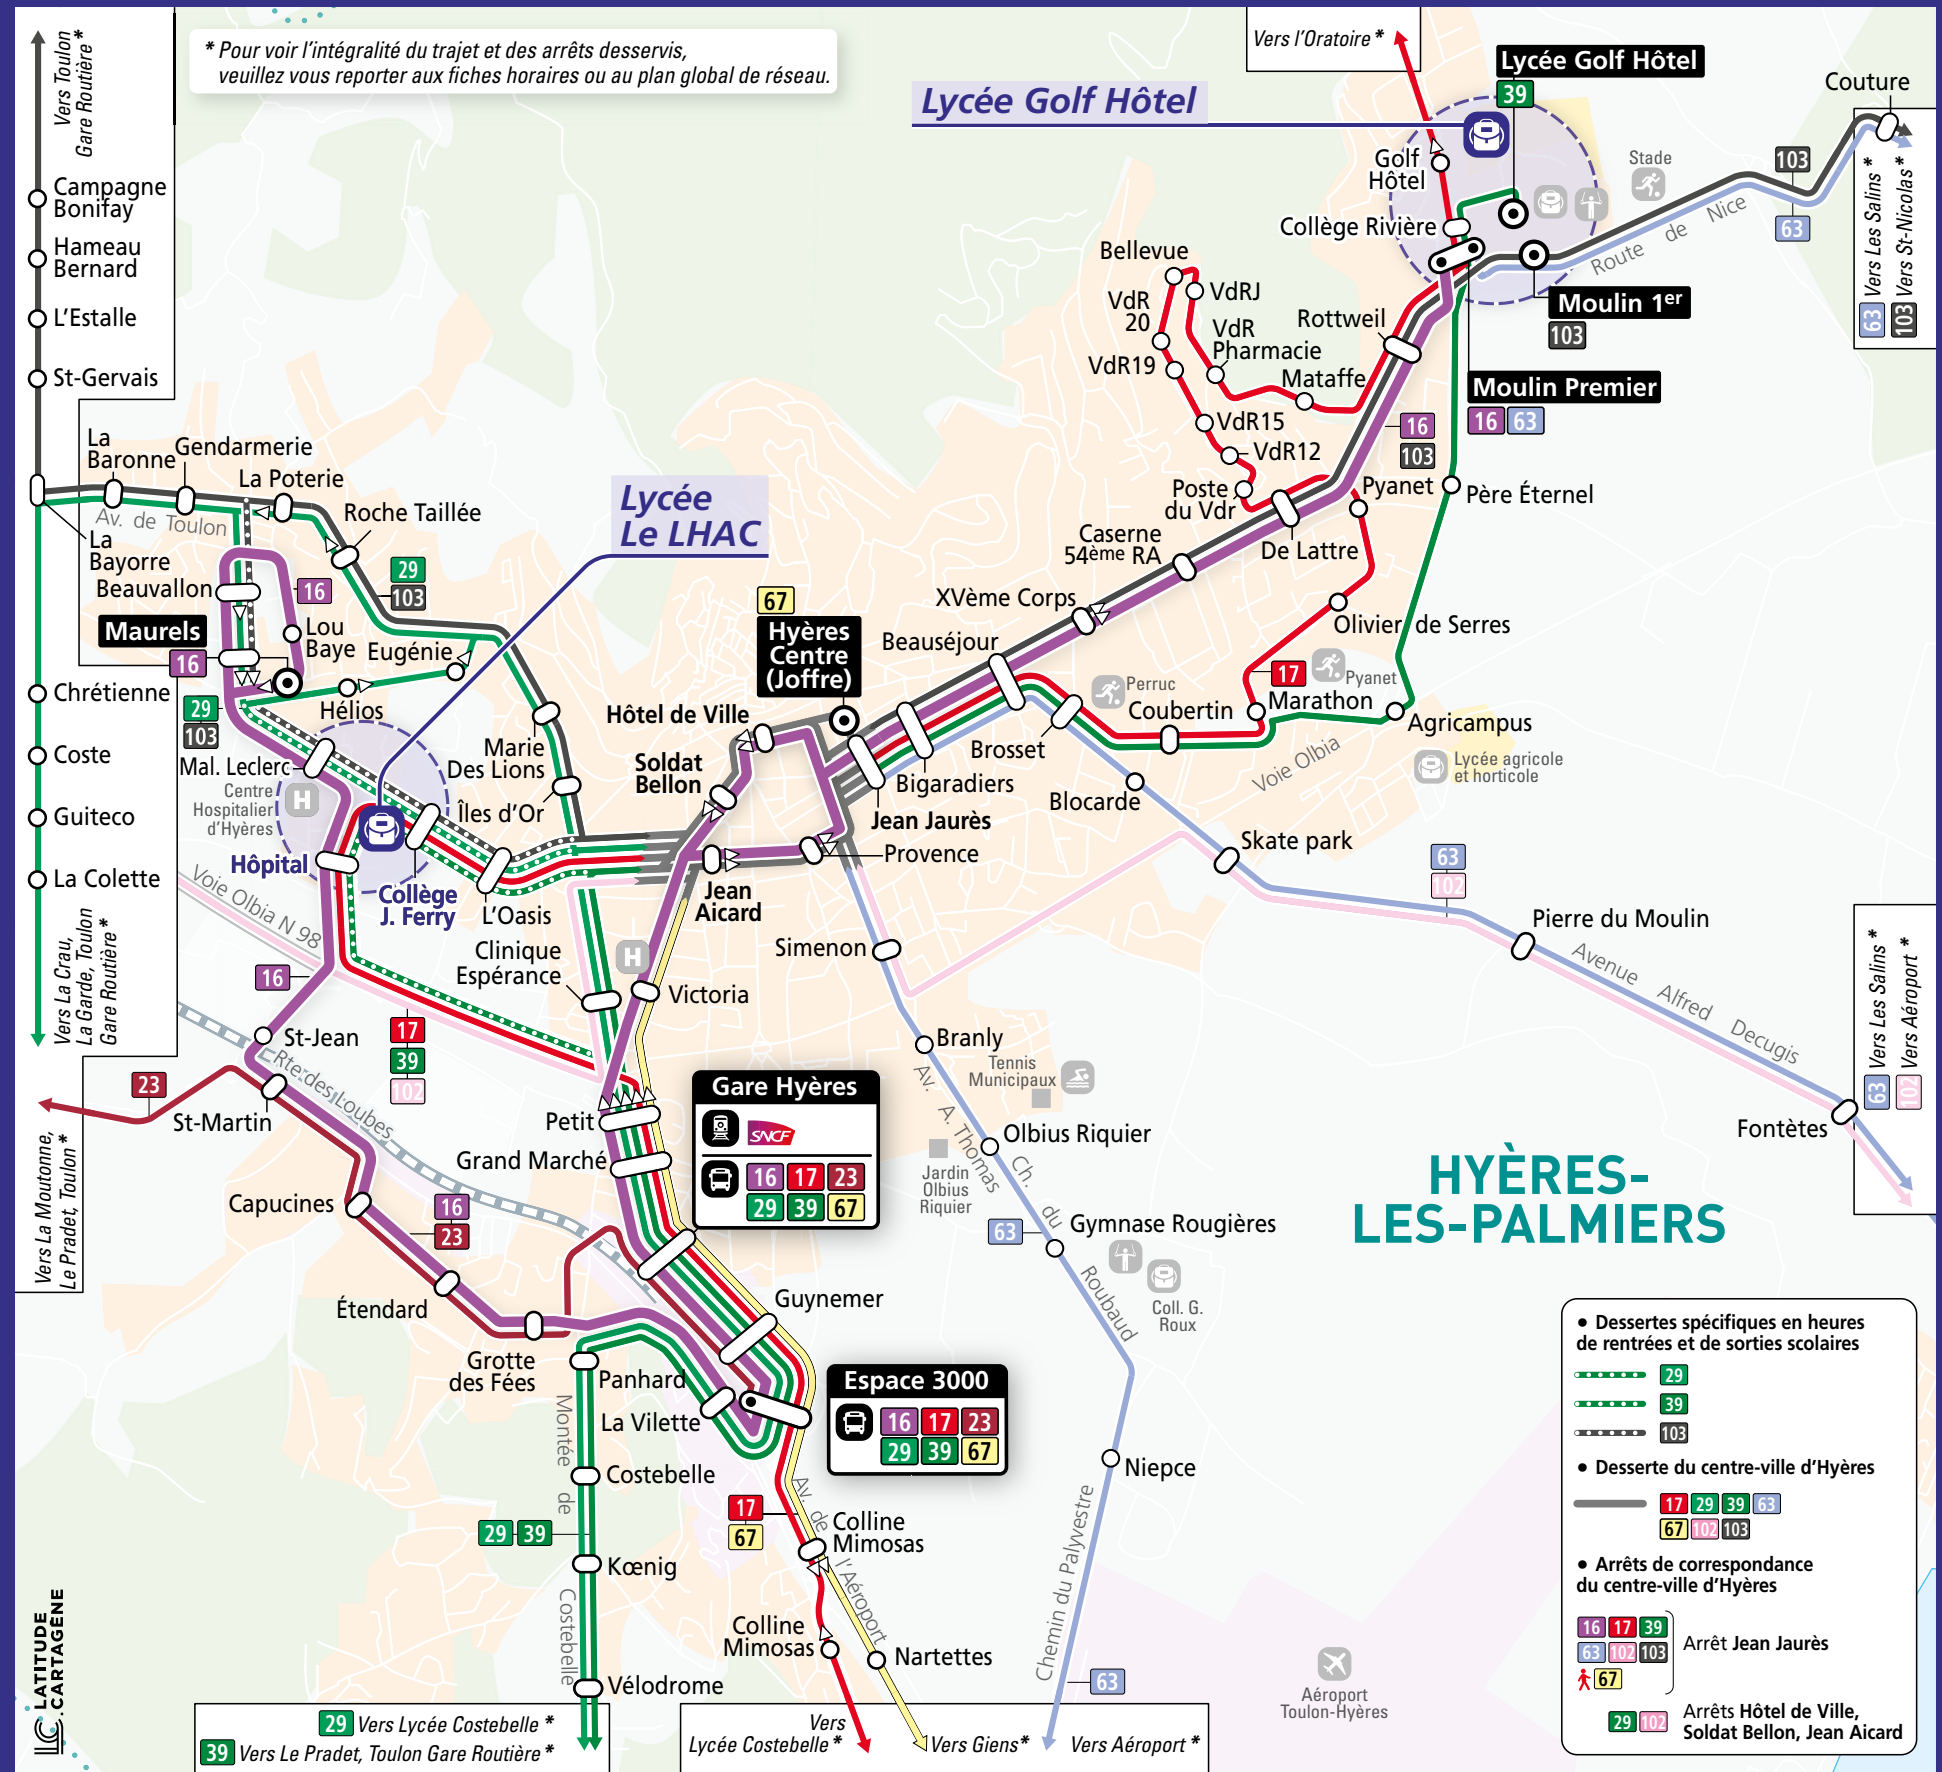 * Pour voir l'intégralité du trajet et des arrêts desservis,
veuillez vous reporter aux fiches horaires ou au plan global de réseau.
Vers Toulon
Gare Routière *
Campagne
Bonifay
Hameau
Bernard
L'Estalle
St-Gervais
La
Baronne
Gendarmerie
La Poterie
Roche Taillée
Av. de Toulon
La
Bayorre
Beauvallon
16
29
103
Maurels
16
Lou
Baye
Eugénie
Chrétienne
29
103
Hélios
Coste
Guiteco
La Colette
Vers La Crau,
La Garde, Toulon
Gare Routière *
Mal. Leclerc
Centre
Hospitalier
d'Hyères
H
Hôpital
Marie
Des Lions
Îles d'Or
Collège
J. Ferry
L'Oasis
Clinique
Espérance
Voie Olbia N 98
16
St-Jean
17
39
102
Rte des Loubes
23
St-Martin
Vers La Moutonne,
Le Pradet, Toulon *
Lycée
Le LHAC
Lycée Golf Hôtel
Vers l'Oratoire *
Lycée Golf Hôtel
39
Couture
Golf
Hôtel
Stade
103
63
Route de Nice
63 Vers Les Salins *
103 Vers St-Nicolas *
Collège Rivière
Moulin 1er
103
Moulin Premier
16 63
Bellevue
VdRJ
VdR
20
VdR
Pharmacie
VdR19
Mataffe
Rottweil
VdR15
VdR12
16
103
Poste
du Vdr
Pyanet
Père Éternel
Caserne
54ème RA
De Lattre
XVème Corps
Olivier de Serres
67
Hyères
Centre
(Joffre)
Beauséjour
Perruc
17
Pyanet
Coubertin
Marathon
Agricampus
Hôtel de Ville
Soldat
Bellon
Brosset
Bigaradiers
Blocarde
Voie Olbia
Lycée agricole
et horticole
Jean Jaurès
Provence
Skate park
Jean
Aicard
63
102
Simenon
Pierre du Moulin
Avenue Alfred Decugis
H
Victoria
Branly
Tennis
Municipaux
Av. A. Thomas
63 Vers Les Salins *
102 Vers Aéroport *
Fontètes
Petit
Gare Hyères
SNCF
16 17 23
29 39 67
Grand Marché
Olbius Riquier
Jardin
Olbius
Riquier
Ch. du Roubaud
63
Gymnase Rougières
Coll. G.
Roux
HYÈRES-
LES-PALMIERS
Capucines
16
23
Étendard
Guynemer
Grotte
des Fées
Panhard
La Vilette
Espace 3000
16 17 23
29 39 67
Montée de Costebelle
Costebelle
29 39
Kœnig
Vélodrome
17
67
Av. de l'Aéroport
Colline
Mimosas
Colline
Mimosas
Nartettes
Niepce
Chemin du Palyvestre
63
Aéroport
Toulon-Hyères
29 Vers Lycée Costebelle *
39 Vers Le Pradet, Toulon Gare Routière *
Vers
Lycée Costebelle *
Vers Giens*
Vers Aéroport *
• Dessertes spécifiques en heures
de rentrées et de sorties scolaires
29
39
103
• Desserte du centre-ville d'Hyères
17 29 39 63
67 102 103
• Arrêts de correspondance
du centre-ville d'Hyères
16 17 39
63 102 103
67
Arrêt Jean Jaurès
29 102
Arrêts Hôtel de Ville,
Soldat Bellon, Jean Aicard
LATITUDE
.CARTAGÈNE